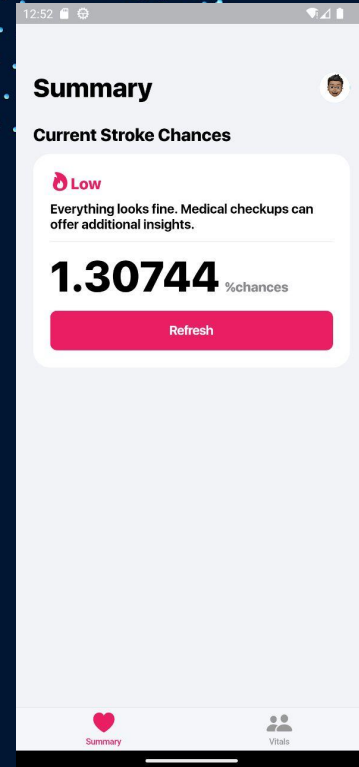 12:52
Summary
Current Stroke Chances
Low
Everything looks fine. Medical checkups can
offer additional insights.
1.30744 %chances
Refresh
Summary Vitals